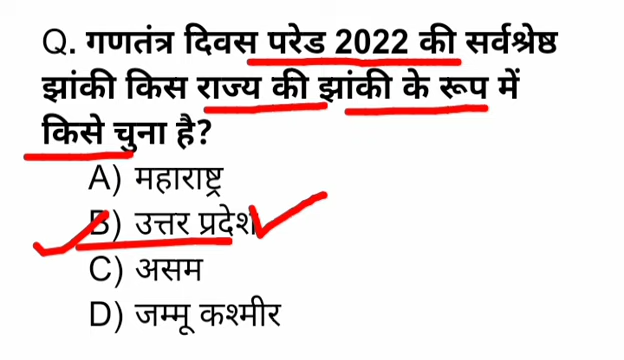 Q. गणतंत्र दिवस परेड 2022 की सर्वश्रेष्ठ
झांकी किस राज्य की झांकी के रूप में
किसे चुना है?
A) महाराष्ट्र
B) उत्तर प्रदेश
C) असम
D) जम्मू कश्मीर